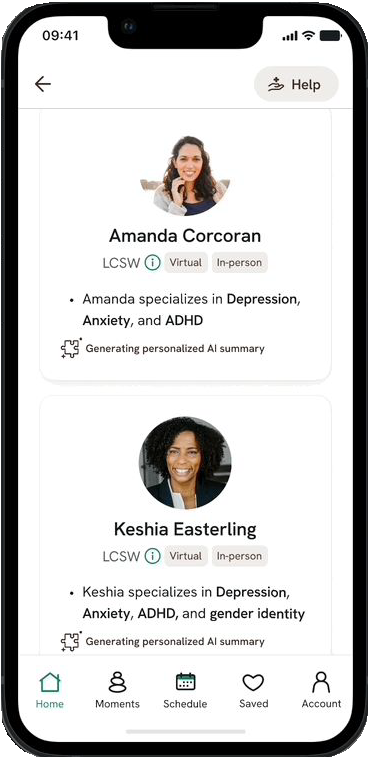 09:41
Help
Amanda Corcoran
LCSW Virtual In-person
• Amanda specializes in Depression,
Anxiety, and ADHD
Generating personalized AI summary
Keshia Easterling
LCSW Virtual In-person
• Keshia specializes in Depression,
Anxiety, ADHD, and gender identity
Generating personalized AI summary
Home Moments Schedule Saved Account